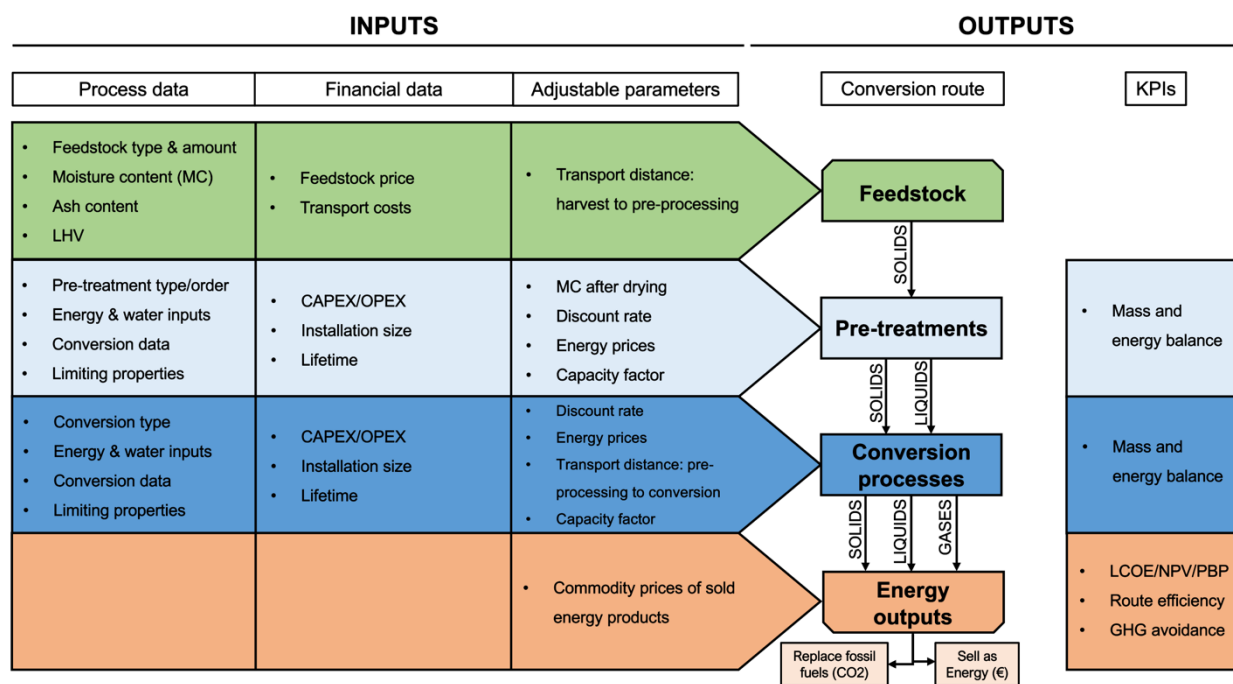 INPUTS
OUTPUTS
Process data
Financial data
Adjustable parameters
Conversion route
KPIs
• Feedstock type & amount
• Moisture content (MC)
• Ash content
• LHV
• Feedstock price
• Transport costs
• Transport distance:
harvest to pre-processing
Feedstock
SOLIDS
• Pre-treatment type/order
• Energy & water inputs
• Conversion data
• Limiting properties
• CAPEX/OPEX
• Installation size
• Lifetime
• MC after drying
• Discount rate
• Energy prices
• Capacity factor
Pre-treatments
• Mass and
energy balance
SOLIDS
LIQUIDS
• Conversion type
• Energy & water inputs
• Conversion data
• Limiting properties
• CAPEX/OPEX
• Installation size
• Lifetime
• Discount rate
• Energy prices
• Transport distance: pre-
processing to conversion
• Capacity factor
Conversion
processes
• Mass and
energy balance
SOLIDS
LIQUIDS
GASES
• Commodity prices of sold
energy products
Energy
outputs
• LCOE/NPV/PBP
• Route efficiency
• GHG avoidance
Replace fossil
fuels (CO2)
Sell as
Energy (€)